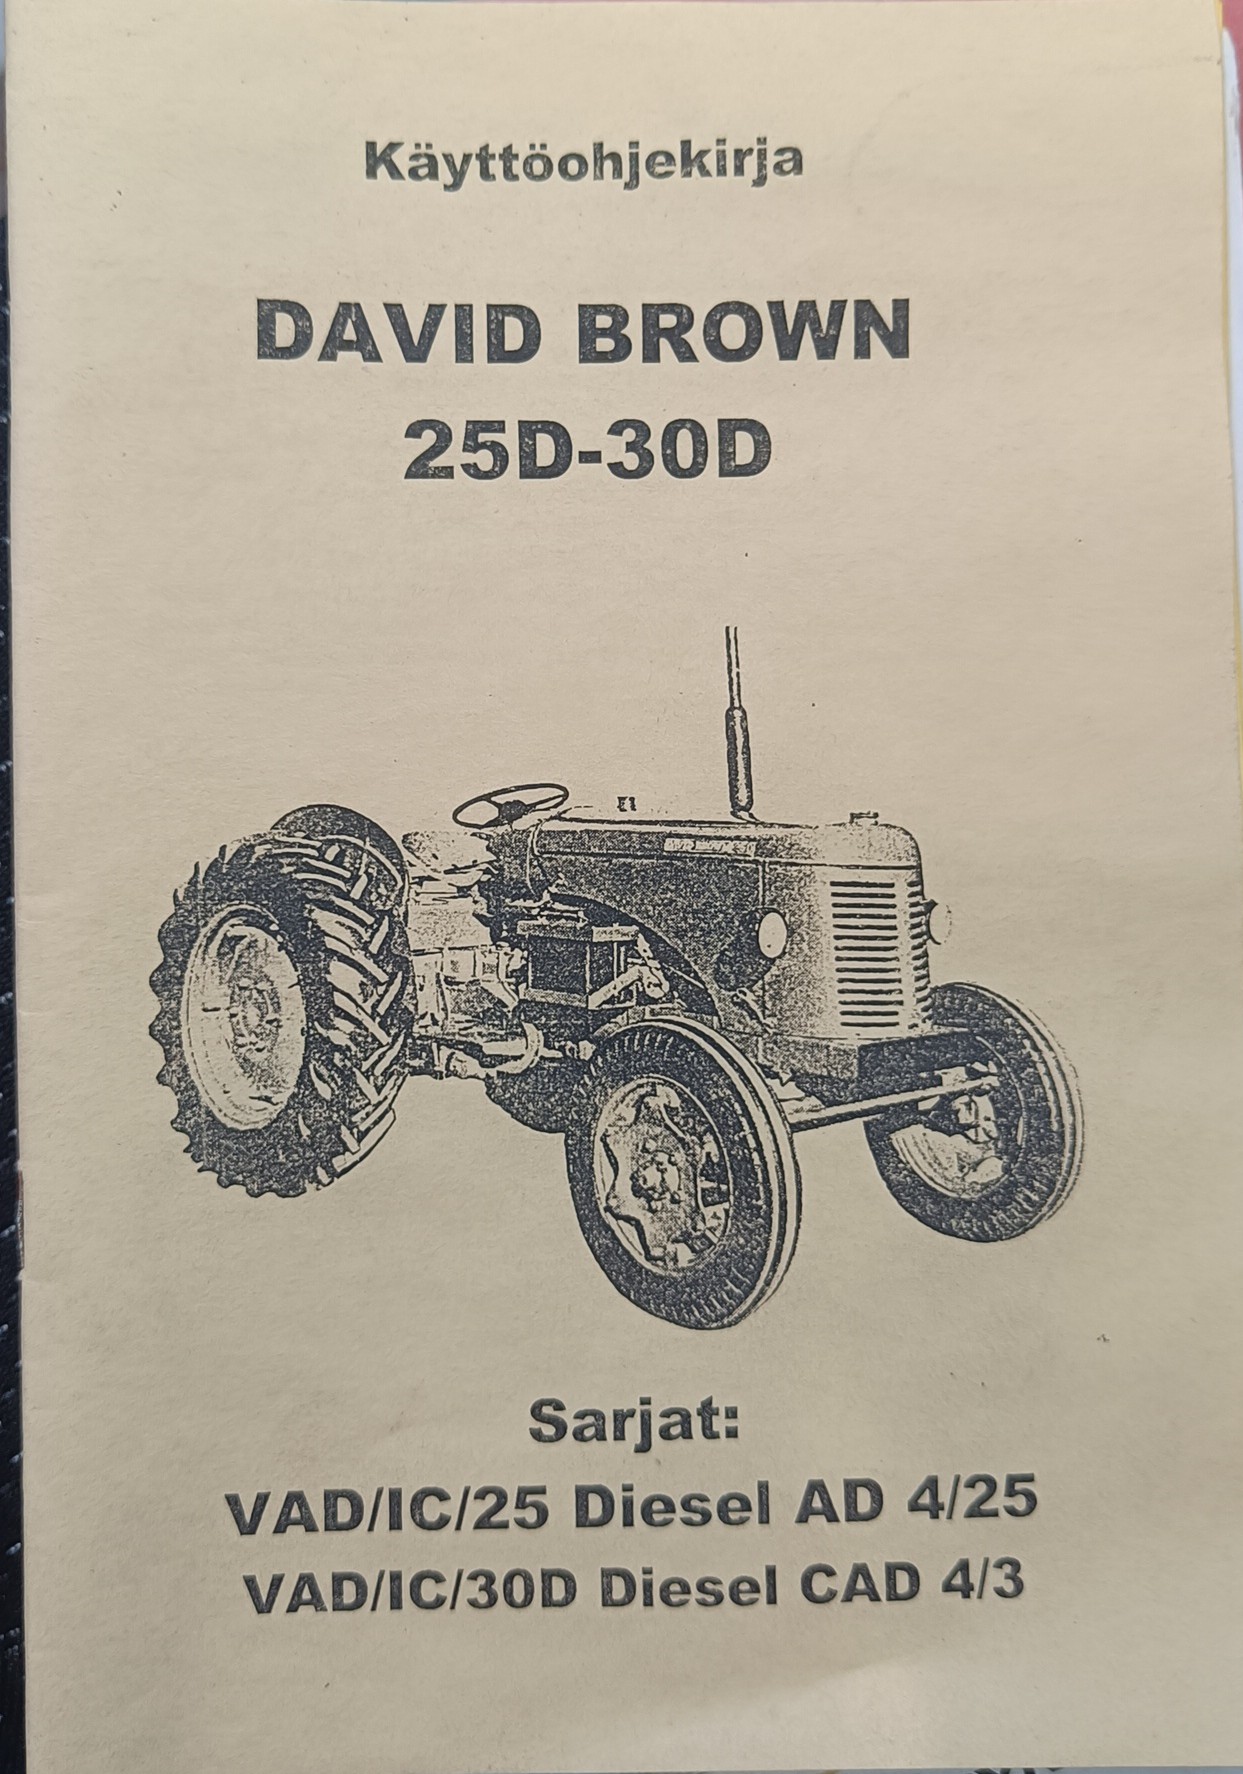 Käyttöohjekirja
DAVID BROWN
25D-30D
Sarjat:
VAD/IC/25 Diesel AD 4/25
VAD/IC/30D Diesel CAD 4/3